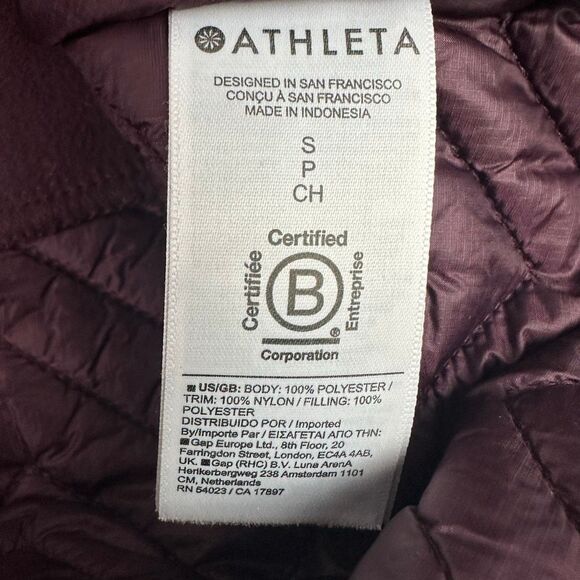 ATHLETA
DESIGNED IN SAN FRANCISCO
CONÇU À SAN FRANCISCO
MADE IN INDONESIA
S
P
CH
Certified
Certifiée
B
Entreprise
®
Corporation
US/GB: BODY: 100% POLYESTER /
TRIM: 100% NYLON / FILLING: 100%
POLYESTER
DISTRIBUIDO POR / Imported
By/Importe Par / ΕΙΣΑΓΕΤΑΙ ΑΠΟ ΤΗΝ:
Gap Europe Ltd., 8th Floor, 20
Farringdon Street, London, EC4A 4AB,
UK. Gap (RHC) B.V. Luna ArenA
Herikerbergweg 238 Amsterdam 1101
CM, Netherlands
RN 54023 / CA 17897